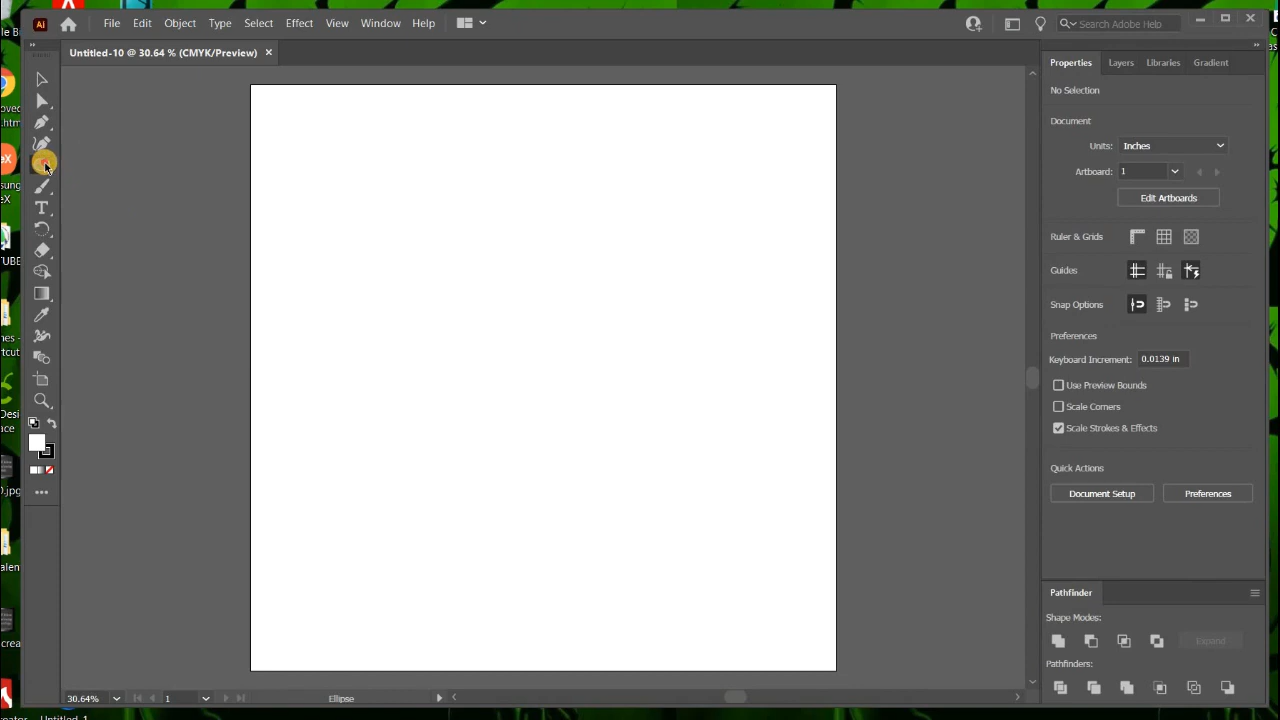 Ai File Edit Object Type Select Effect View Window Help Search Adobe Help
Untitled-10 @ 30.64 % (CMYK/Preview) ×
Properties Layers Libraries Gradient
No Selection
Document
Units: Inches
Artboard: 1
Edit Artboards
Ruler & Grids
Guides
Snap Options
Preferences
Keyboard Increment: 0.0139 in
Use Preview Bounds
Scale Corners
Scale Strokes & Effects
Quick Actions
Document Setup Preferences
Pathfinder
Shape Modes:
Expand
Pathfinders:
30.64% 1 Ellipse
Untitled-1